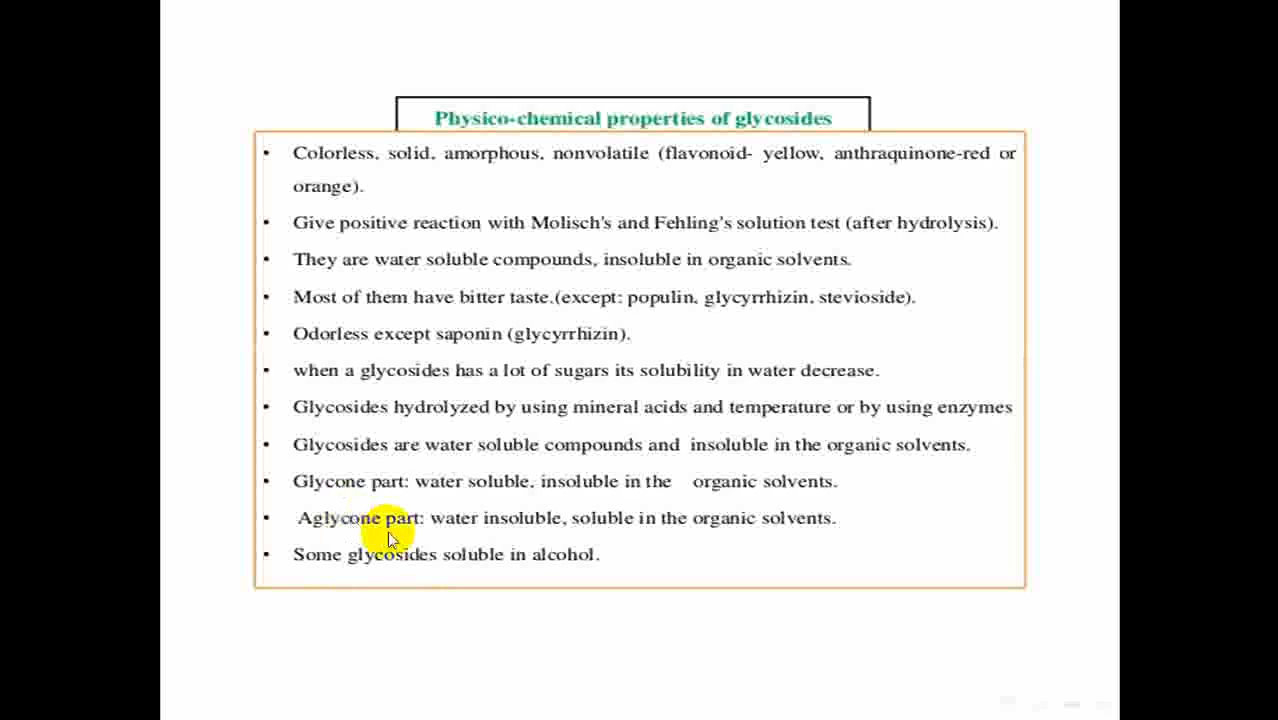 Physico-chemical properties of glycosides
• Colorless, solid, amorphous, nonvolatile (flavonoid- yellow, anthraquinone-red or
orange).
• Give positive reaction with Molisch's and Fehling's solution test (after hydrolysis).
• They are water soluble compounds, insoluble in organic solvents.
• Most of them have bitter taste.(except: populin, glycyrrhizin, stevioside).
• Odorless except saponin (glycyrrhizin).
• when a glycosides has a lot of sugars its solubility in water decrease.
• Glycosides hydrolyzed by using mineral acids and temperature or by using enzymes
• Glycosides are water soluble compounds and insoluble in the organic solvents.
• Glycone part: water soluble, insoluble in the organic solvents.
• Aglycone part: water insoluble, soluble in the organic solvents.
• Some glycosides soluble in alcohol.